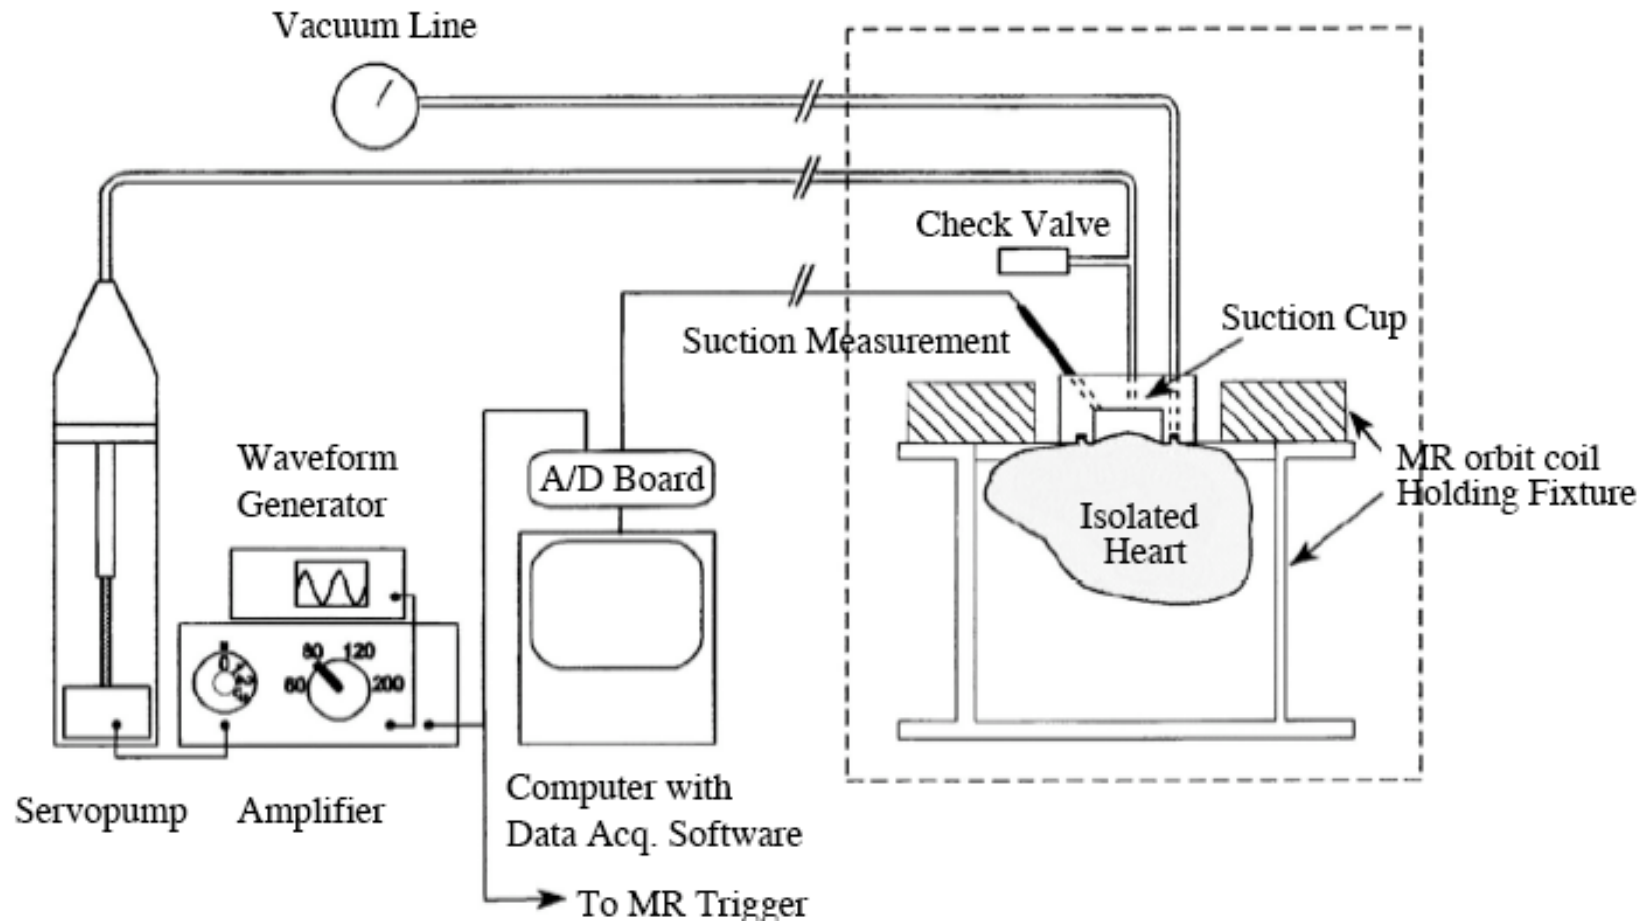 Vacuum Line
Check Valve
Suction Cup
Suction Measurement
MR orbit coil
Holding Fixture
Waveform
Generator
A/D Board
Isolated
Heart
0
60
80
120
200
Servopump
Amplifier
Computer with
Data Acq. Software
To MR Trigger